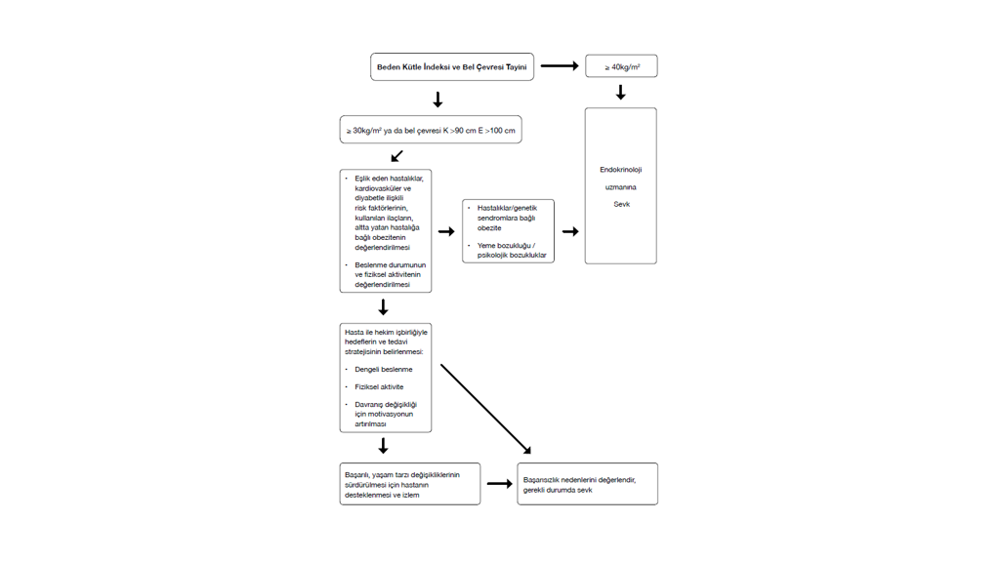 Beden Kütle İndeksi ve Bel Çevresi Tayini
≥ 40kg/m²
≥ 30kg/m² ya da bel çevresi K >90 cm E >100 cm
• Eşlik eden hastalıklar,
kardiovasküler ve
diyabetle ilişkili
risk faktörlerinin,
kullanılan ilaçların,
altta yatan hastalığa
bağlı obezitenin
değerlendirilmesi
• Beslenme durumunun
ve fiziksel aktivitenin
değerlendirilmesi
• Hastalıklar/genetik
sendromlara bağlı
obezite
• Yeme bozukluğu /
psikolojik bozukluklar
Endokrinoloji
uzmanına
Sevk
Hasta ile hekim işbirliğiyle
hedeflerin ve tedavi
stratejisinin belirlenmesi:
• Dengeli beslenme
• Fiziksel aktivite
• Davranış değişikliği
için motivasyonun
artırılması
Başarılı, yaşam tarzı değişikliklerinin
sürdürülmesi için hastanın
desteklenmesi ve izlem
Başarısızlık nedenlerini değerlendir,
gerekli durumda sevk